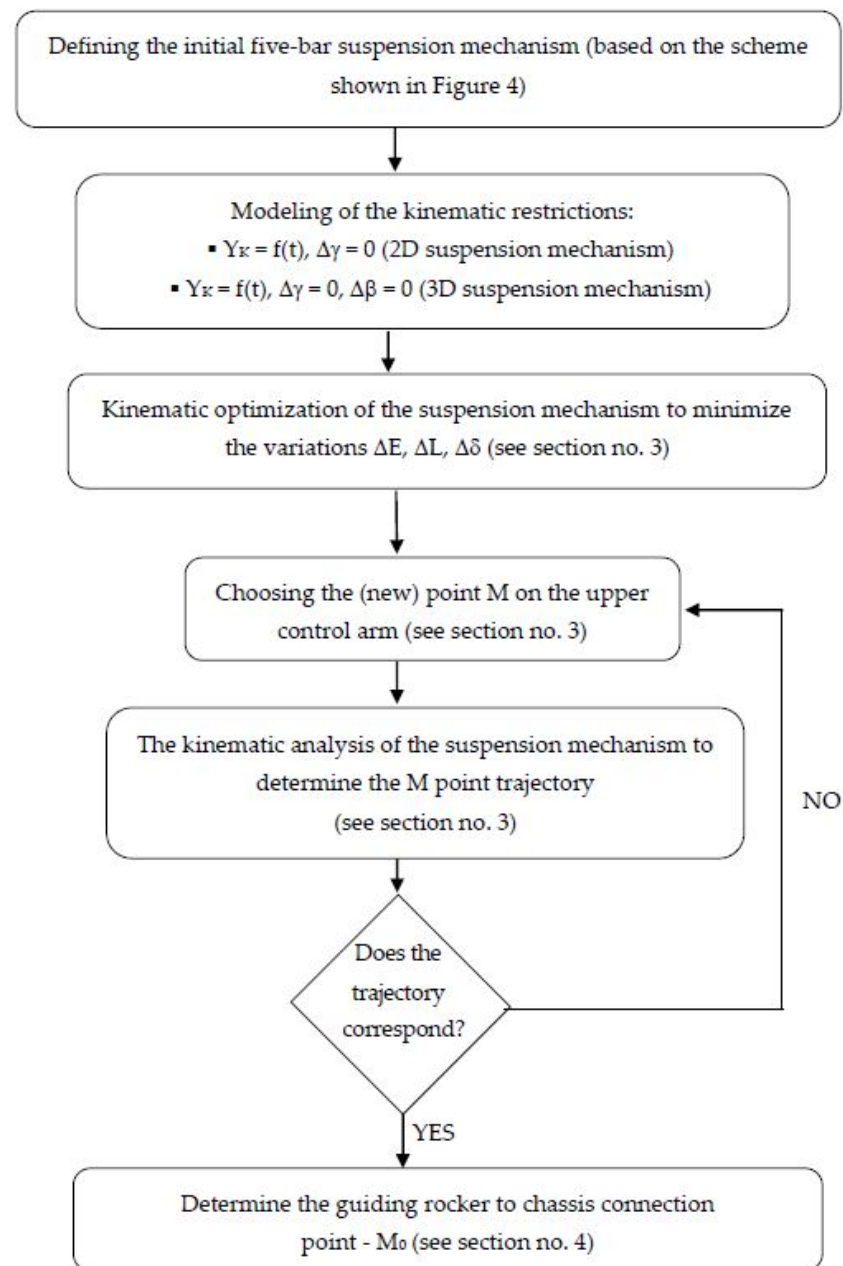 Defining the initial five-bar suspension mechanism (based on the scheme
shown in Figure 4)
Modeling of the kinematic restrictions:
▪ YK = f(t), Δγ = 0 (2D suspension mechanism)
▪ YK = f(t), Δγ = 0, Δβ = 0 (3D suspension mechanism)
Kinematic optimization of the suspension mechanism to minimize
the variations ΔE, ΔL, Δδ (see section no. 3)
Choosing the (new) point M on the upper
control arm (see section no. 3)
The kinematic analysis of the suspension mechanism to
determine the M point trajectory
(see section no. 3)
NO
Does the
trajectory
correspond?
YES
Determine the guiding rocker to chassis connection
point - M₀ (see section no. 4)